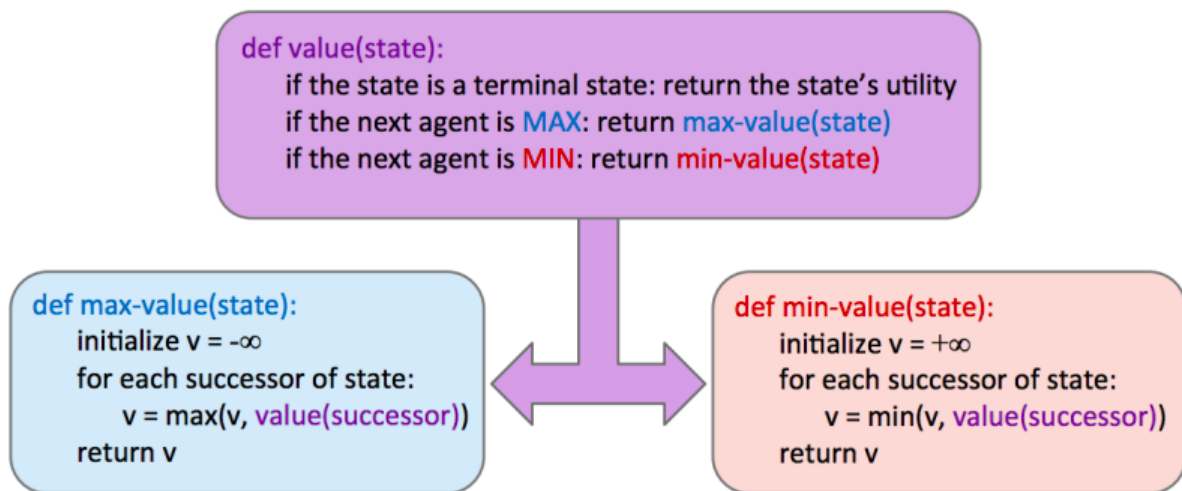 def value(state):
if the state is a terminal state: return the state’s utility
if the next agent is MAX: return max-value(state)
if the next agent is MIN: return min-value(state)
def max-value(state):
initialize v = -∞
for each successor of state:
v = max(v, value(successor))
return v
def min-value(state):
initialize v = +∞
for each successor of state:
v = min(v, value(successor))
return v